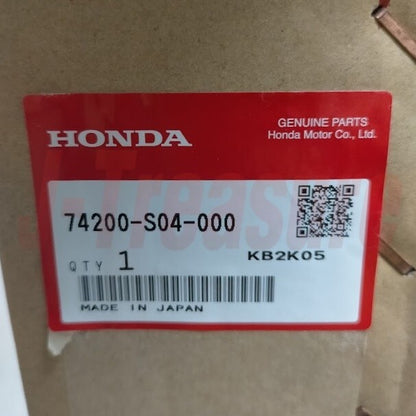 GENUINE PARTS
HONDA
Honda Motor Co., Ltd.
74200-S04-000
QTY 1
KB2K05
MADE IN JAPAN